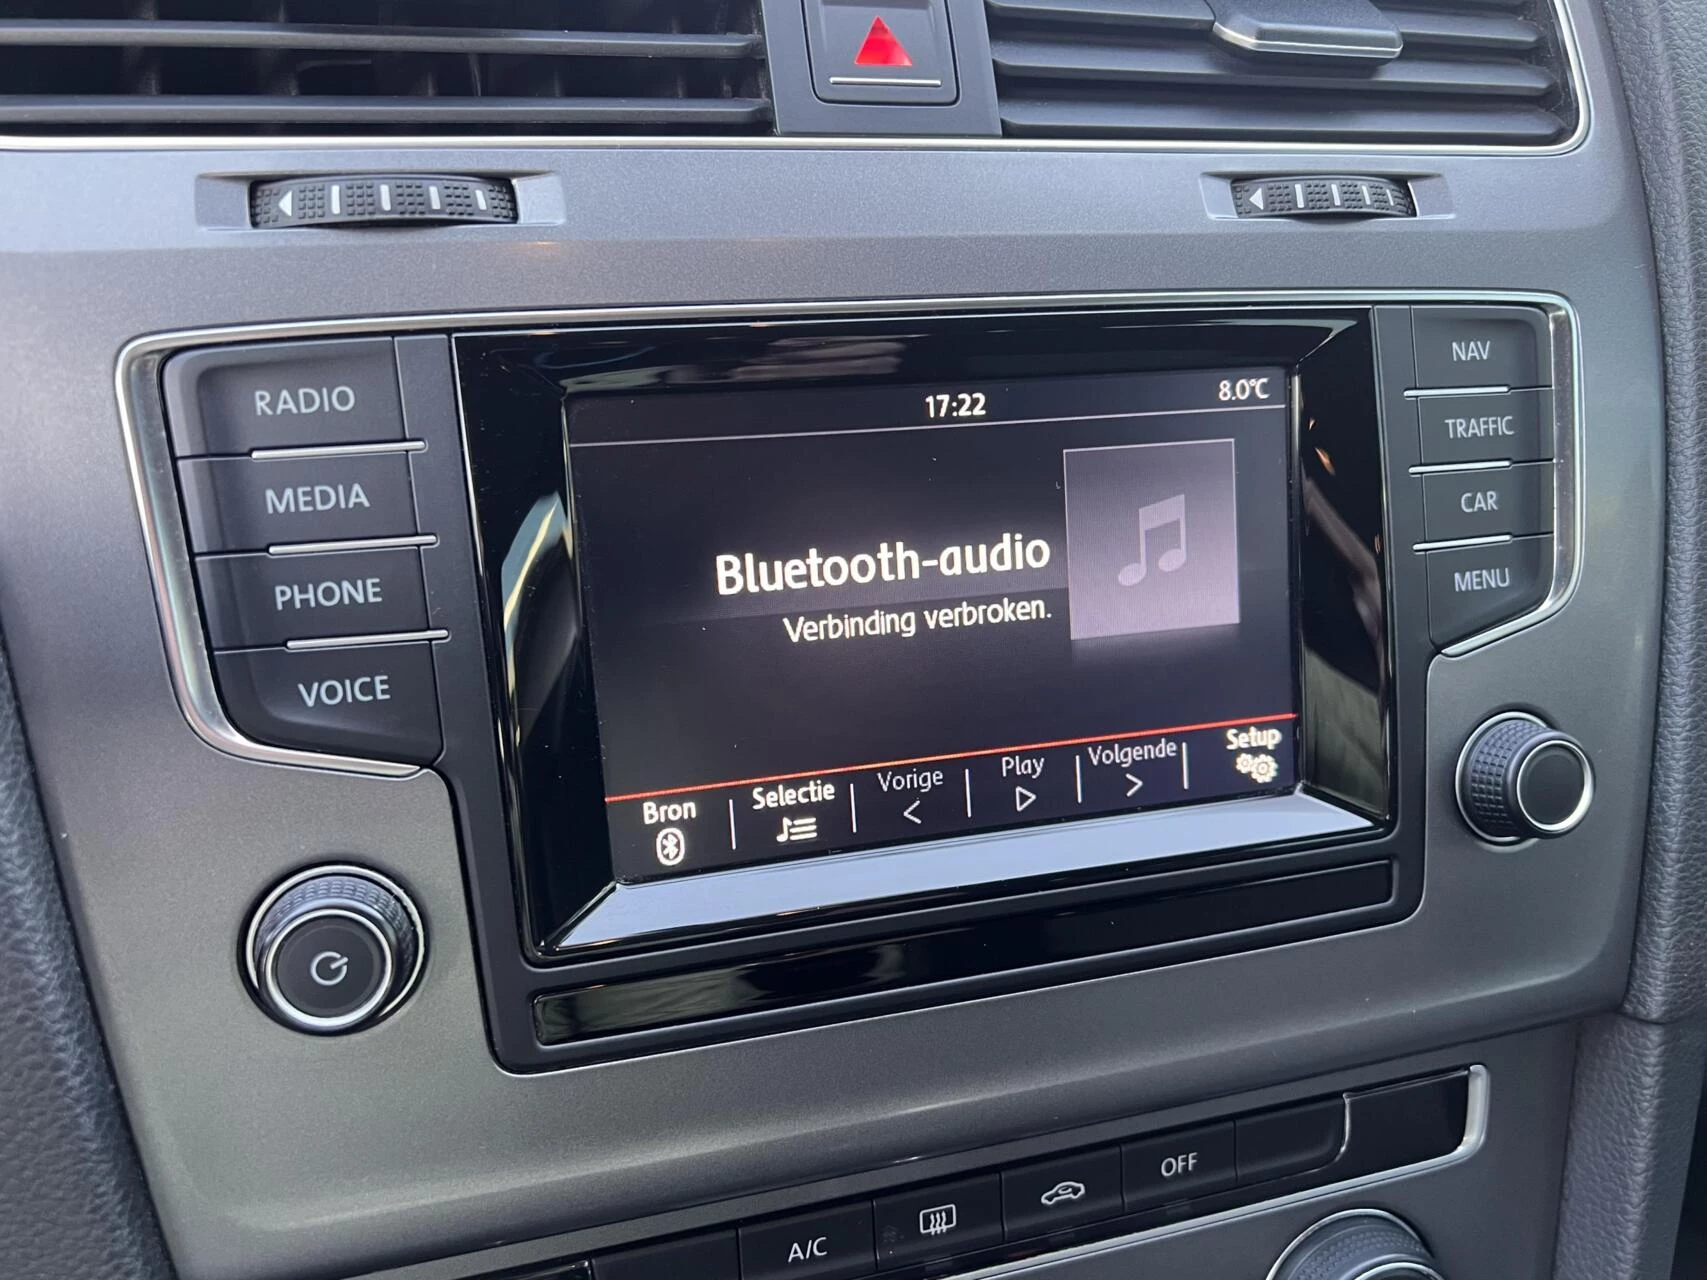 RADIO
MEDIA
PHONE
VOICE
17:22
8.0°C
Bluetooth-audio
Verbinding verbroken.
Bron
Selectie
Vorige
Play
Volgende
Setup
NAV
TRAFFIC
CAR
MENU
A/C
OFF